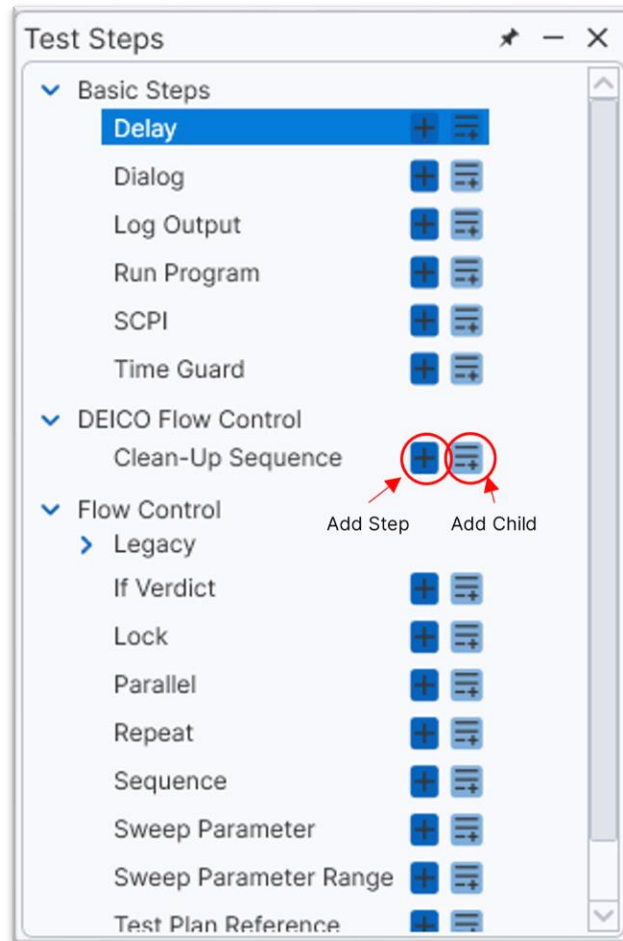 Test Steps
Basic Steps
Delay
Dialog
Log Output
Run Program
SCPI
Time Guard
DEICO Flow Control
Clean-Up Sequence
Add Step
Add Child
Flow Control
Legacy
If Verdict
Lock
Parallel
Repeat
Sequence
Sweep Parameter
Sweep Parameter Range
Test Plan Reference